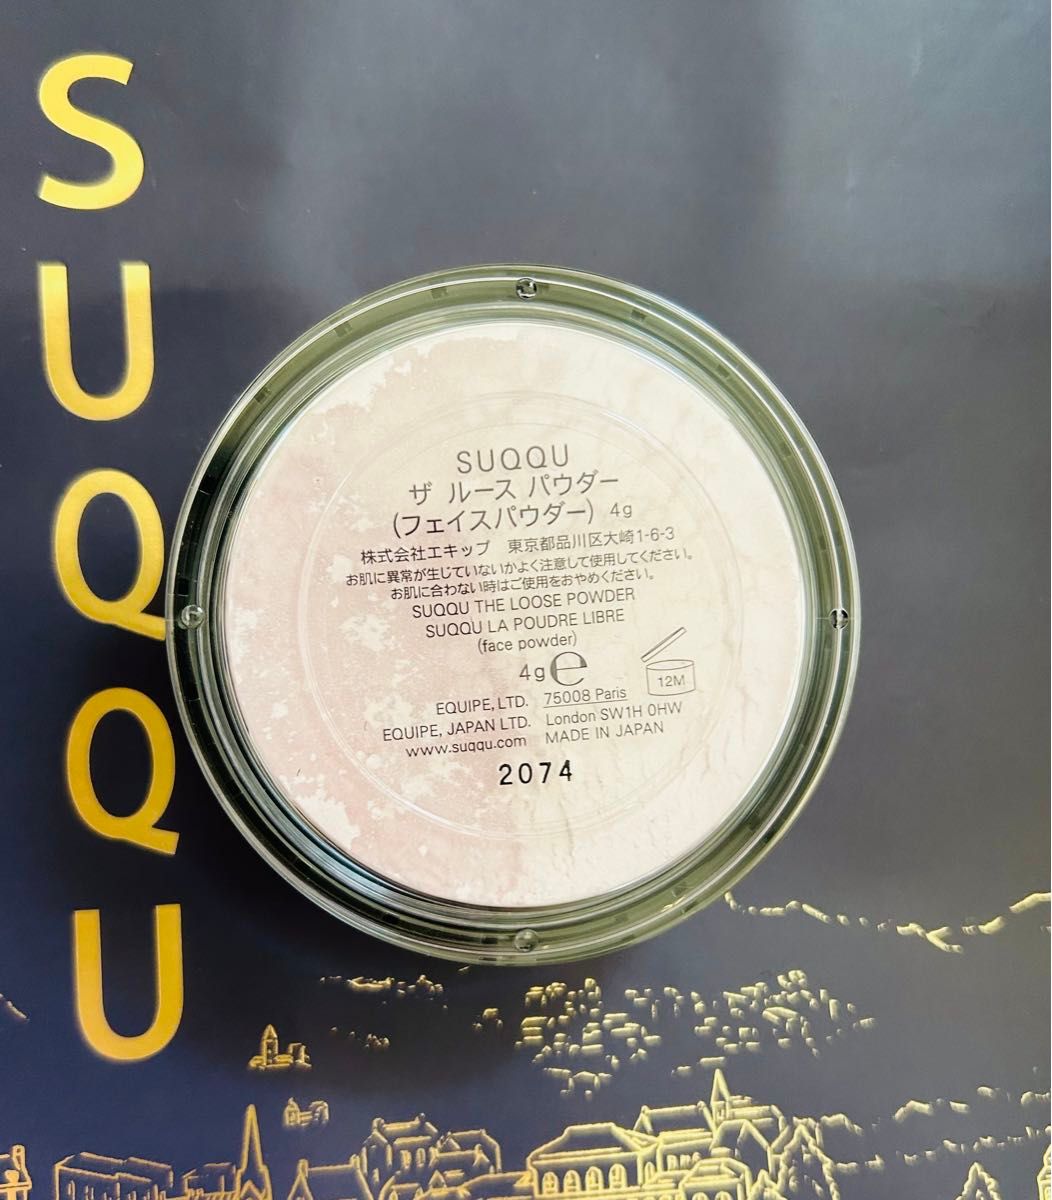 SUQQU
SUQQU
ザ ルース パウダー
(フェイスパウダー) 4g
株式会社エキップ 東京都品川区大崎1-6-3
お肌に異常が生じていないかよく注意して使用してください。
お肌に合わない時はご使用をおやめください。
SUQQU THE LOOSE POWDER
SUQQU LA POUDRE LIBRE
(face powder)
4g℮
12M
EQUIPE, LTD. 75008 Paris
EQUIPE, JAPAN LTD. London SW1H 0HW
www.suqqu.com MADE IN JAPAN
2074